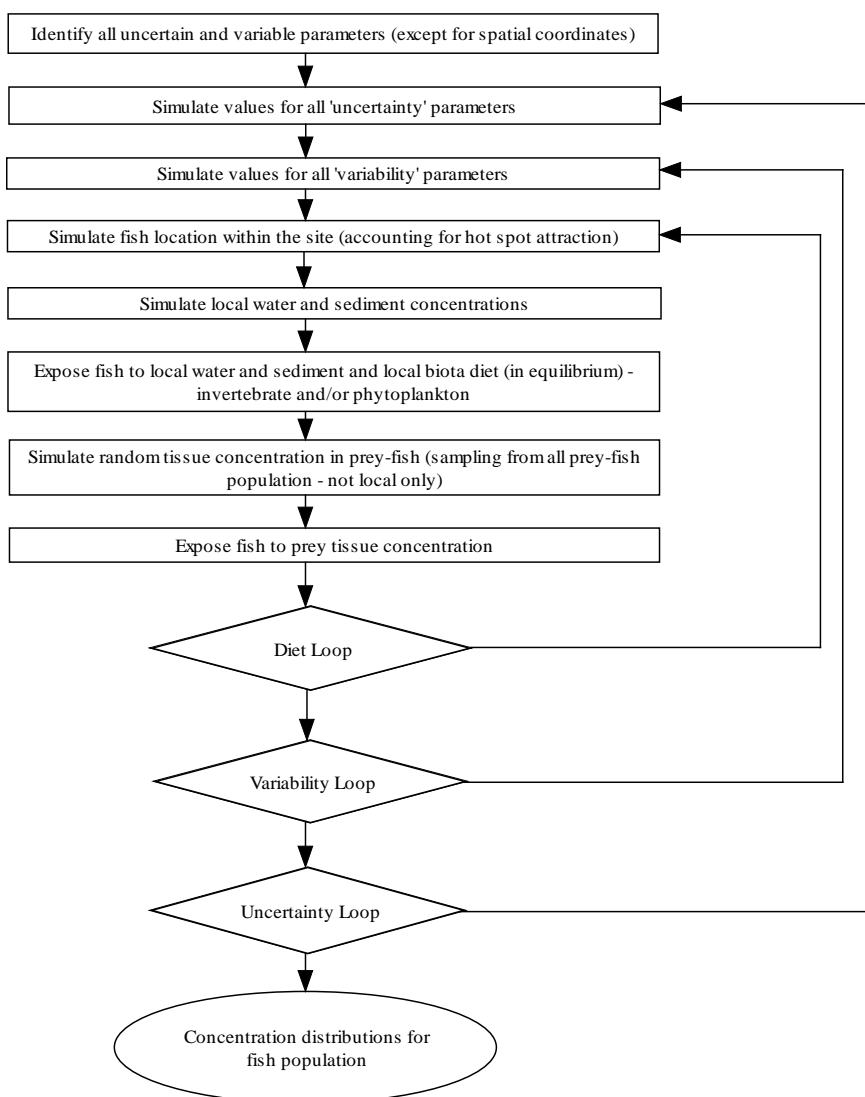 Identify all uncertain and variable parameters (except for spatial coordinates)
Simulate values for all 'uncertainty' parameters
Simulate values for all 'variability' parameters
Simulate fish location within the site (accounting for hot spot attraction)
Simulate local water and sediment concentrations
Expose fish to local water and sediment and local biota diet (in equilibrium) -
invertebrate and/or phytoplankton
Simulate random tissue concentration in prey-fish (sampling from all prey-fish
population - not local only)
Expose fish to prey tissue concentration
Diet Loop
Variability Loop
Uncertainty Loop
Concentration distributions for
fish population